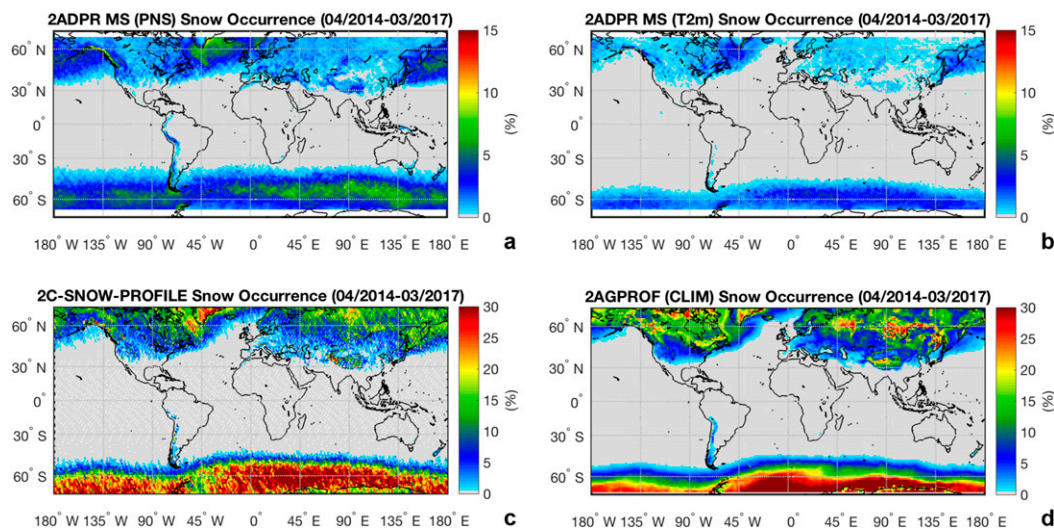 2ADPR MS (PNS) Snow Occurrence (04/2014-03/2017)
60° N
30° N
0°
30° S
60° S
180° W 135° W 90° W 45° W 0° 45° E 90° E 135° E 180° E
15
10
5
0
(%)
a
2ADPR MS (T2m) Snow Occurrence (04/2014-03/2017)
60° N
30° N
0°
30° S
60° S
180° W 135° W 90° W 45° W 0° 45° E 90° E 135° E 180° E
15
10
5
0
(%)
b
2C-SNOW-PROFILE Snow Occurrence (04/2014-03/2017)
60° N
30° N
0°
30° S
60° S
180° W 135° W 90° W 45° W 0° 45° E 90° E 135° E 180° E
30
25
20
15
10
5
0
(%)
c
2AGPROF (CLIM) Snow Occurrence (04/2014-03/2017)
60° N
30° N
0°
30° S
60° S
180° W 135° W 90° W 45° W 0° 45° E 90° E 135° E 180° E
30
25
20
15
10
5
0
(%)
d